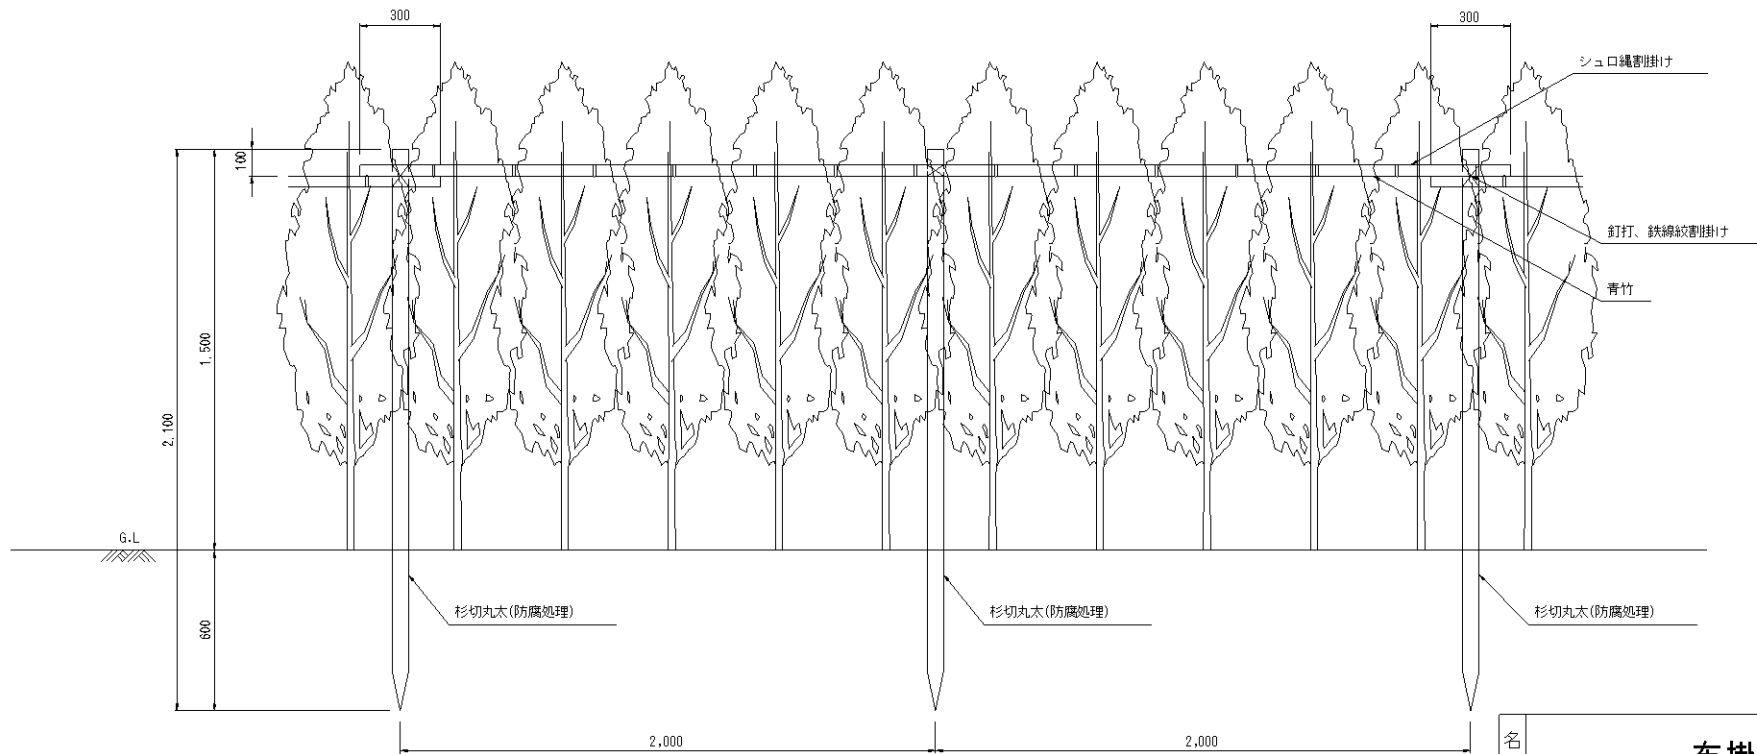 300
300
シュロ縄割掛け
100
釘打、鉄線絞割掛け
青竹
1.500
2.100
G.L
杉切丸太(防腐処理)
杉切丸太(防腐処理)
杉切丸太(防腐処理)
600
2,000
2,000
名
布掛